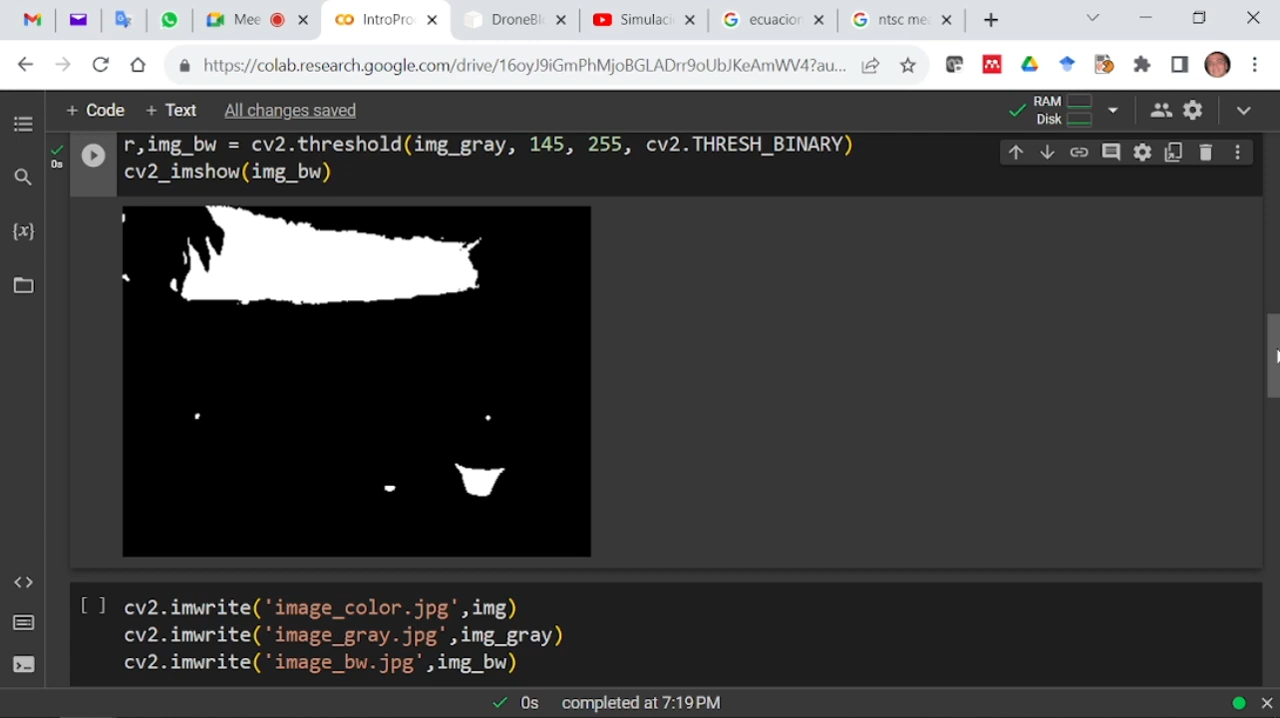 Mee
IntroPro
DroneBl
Simulaci
ecuacion
ntsc me
https://colab.research.google.com/drive/16oyJ9iGmPhMjoBGLADrr9oUbJKeAmWV4?au...
+ Code + Text All changes saved
RAM
Disk
0s
r,img_bw = cv2.threshold(img_gray, 145, 255, cv2.THRESH_BINARY)
cv2_imshow(img_bw)
{x}
[ ] cv2.imwrite('image_color.jpg',img)
cv2.imwrite('image_gray.jpg',img_gray)
cv2.imwrite('image_bw.jpg',img_bw)
0s completed at 7:19 PM